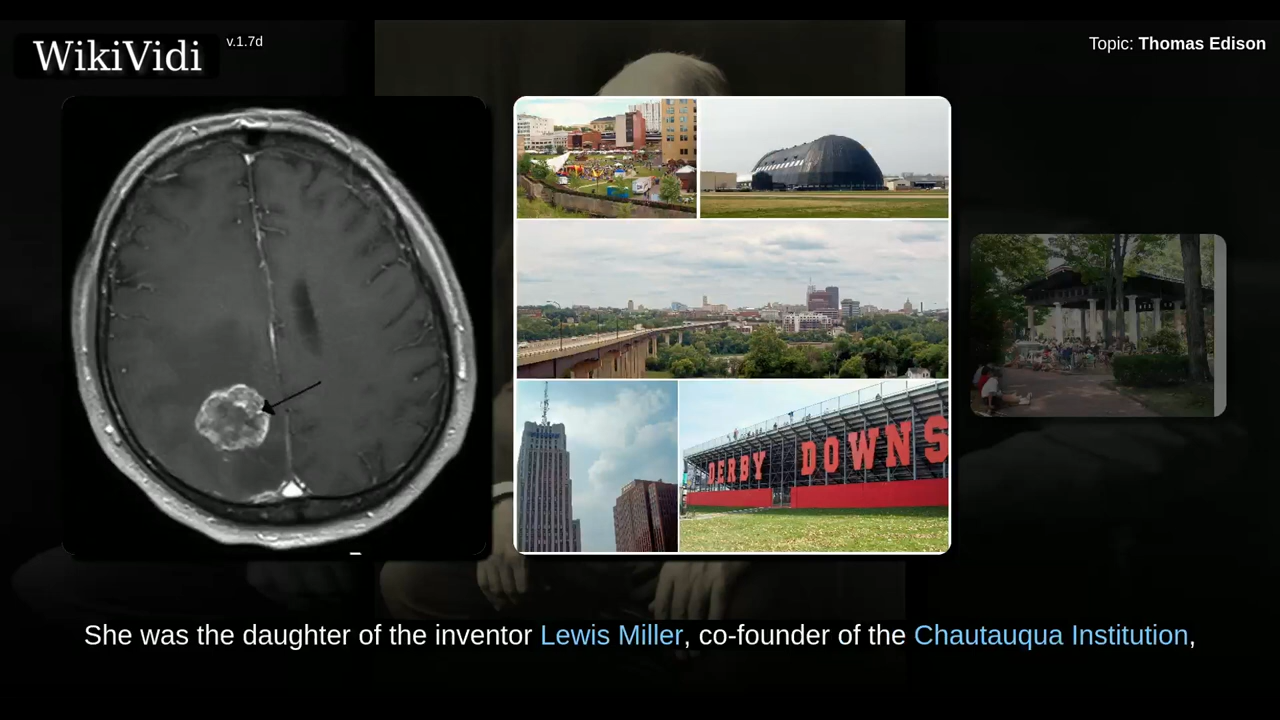 WikiVidi v.1.7d
Topic: Thomas Edison
DERBY DOWNS
She was the daughter of the inventor Lewis Miller, co-founder of the Chautauqua Institution,